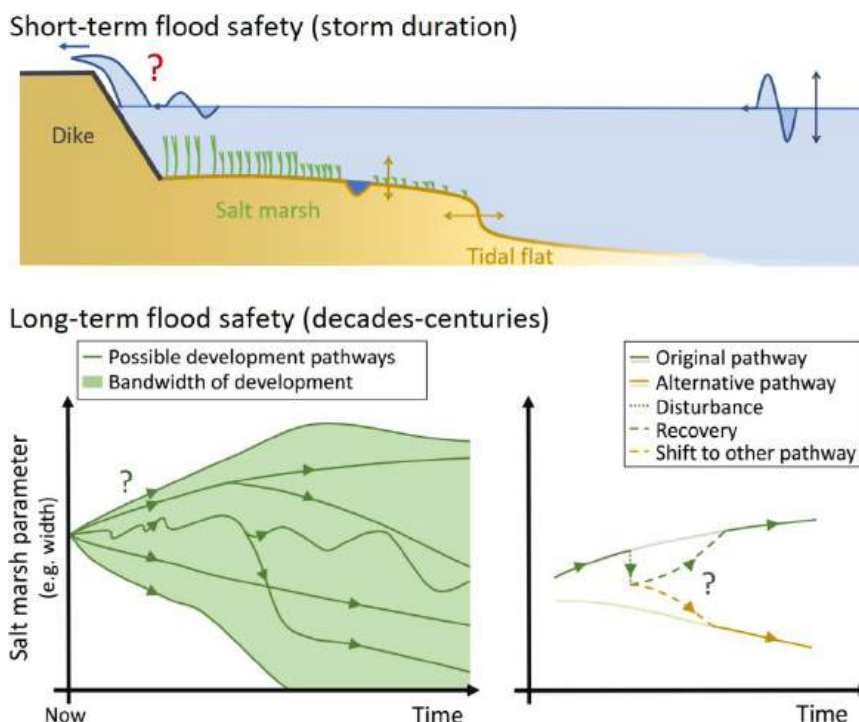 Short-term flood safety (storm duration)
?
Dike
Salt marsh
Tidal flat
Long-term flood safety (decades-centuries)
Possible development pathways
Bandwidth of development
Salt marsh parameter
(e.g. width)
?
Now
Time
Original pathway
Alternative pathway
Disturbance
Recovery
Shift to other pathway
?
Time